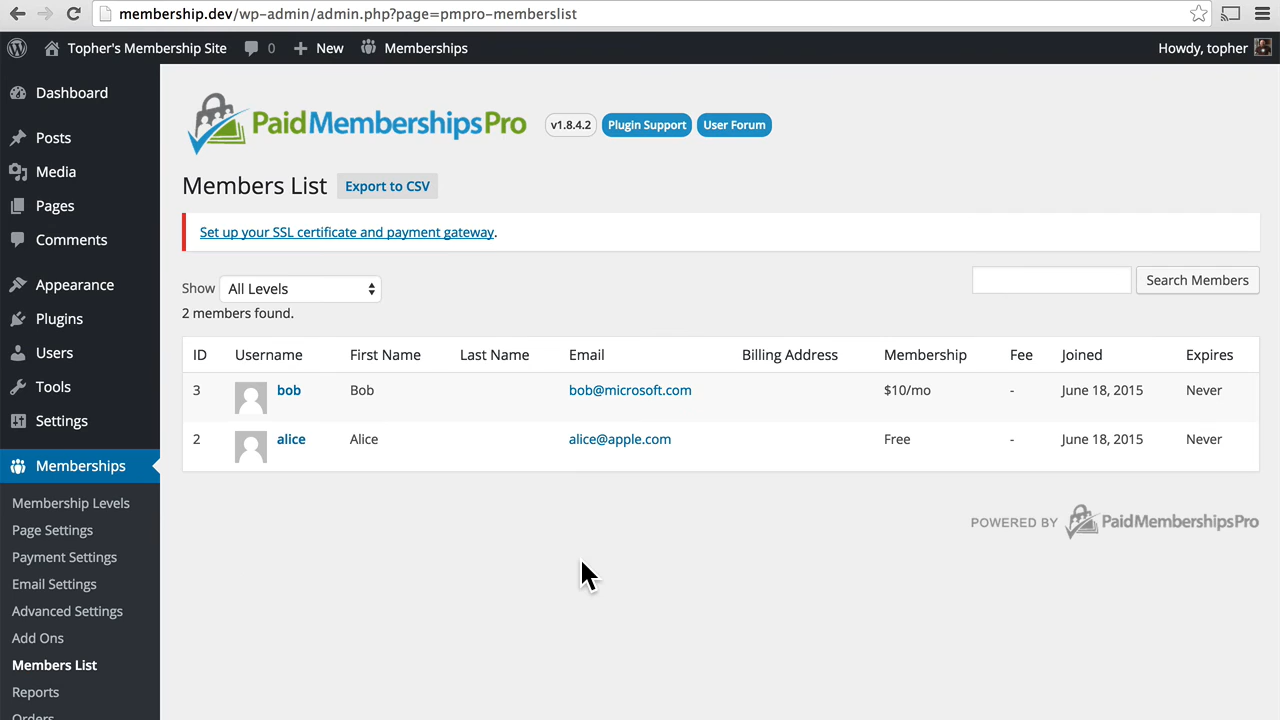 membership.dev/wp-admin/admin.php?page=pmpro-memberslist
Topher's Membership Site 0 New Memberships Howdy, topher
Dashboard
Posts
Media
Pages
Comments
Appearance
Plugins
Users
Tools
Settings
Memberships
Membership Levels
Page Settings
Payment Settings
Email Settings
Advanced Settings
Add Ons
Members List
Reports
Orders
PaidMembershipsPro v1.8.4.2 Plugin Support User Forum
Members List Export to CSV
Set up your SSL certificate and payment gateway.
Show All Levels Search Members
2 members found.
ID Username First Name Last Name Email Billing Address Membership Fee Joined Expires
3 bob Bob bob@microsoft.com $10/mo - June 18, 2015 Never
2 alice Alice alice@apple.com Free - June 18, 2015 Never
POWERED BY PaidMembershipsPro